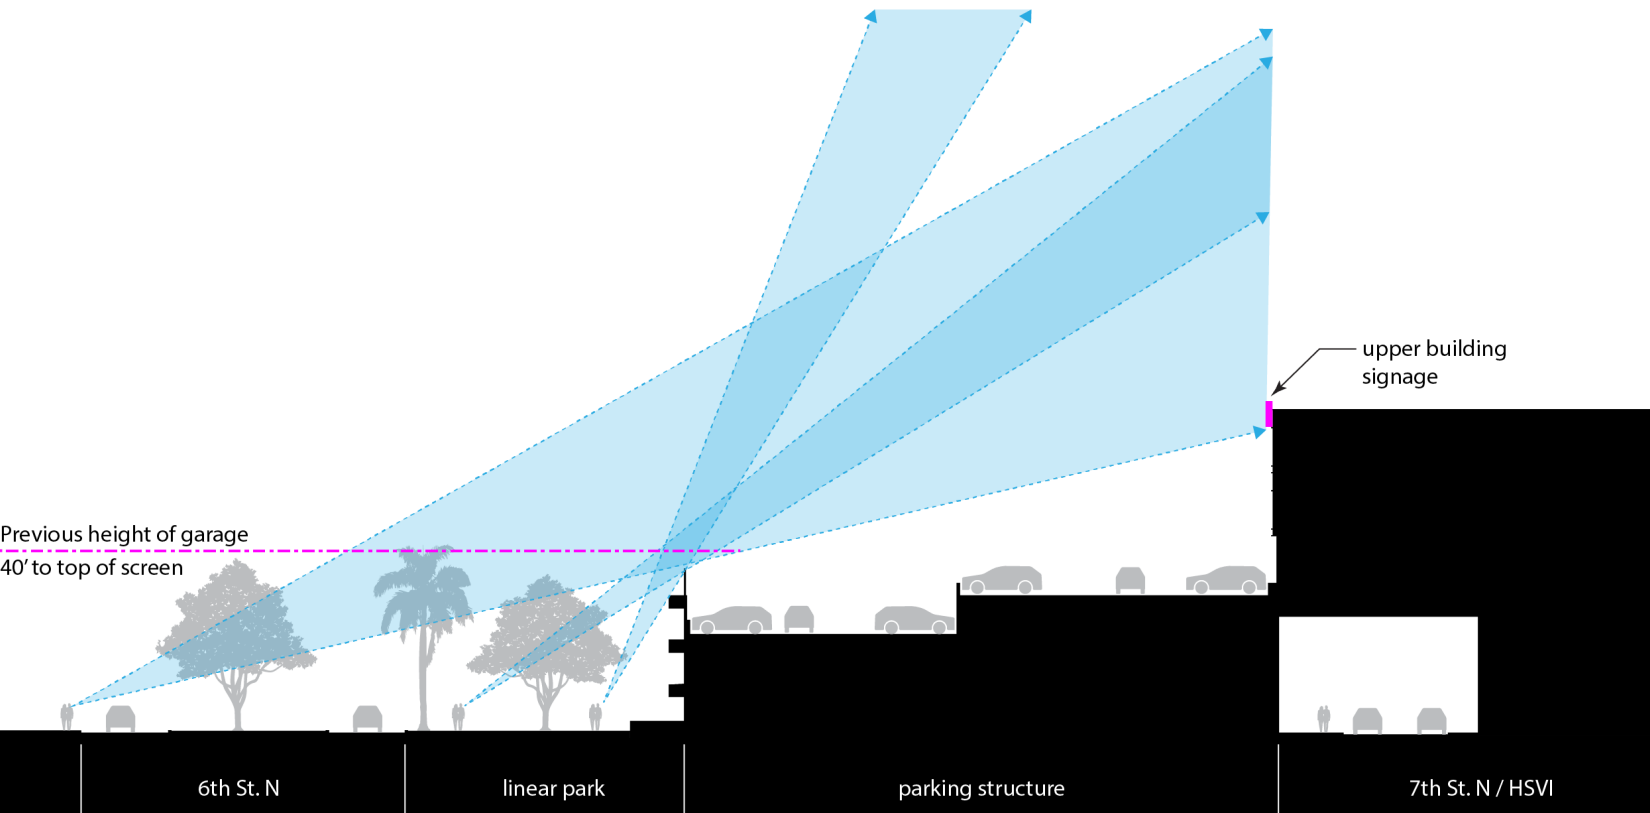 upper building
signage
Previous height of garage
40’ to top of screen
6th St. N
linear park
parking structure
7th St. N / HSVI